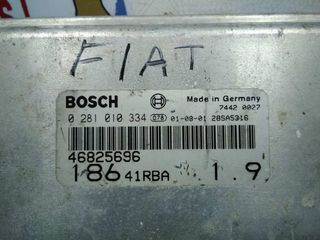 FIAT
BOSCH
Made in Germany
7442 0027
0 281 010 334 078 01-08-01 28SA5316
46825696
186 41RBA 1.9